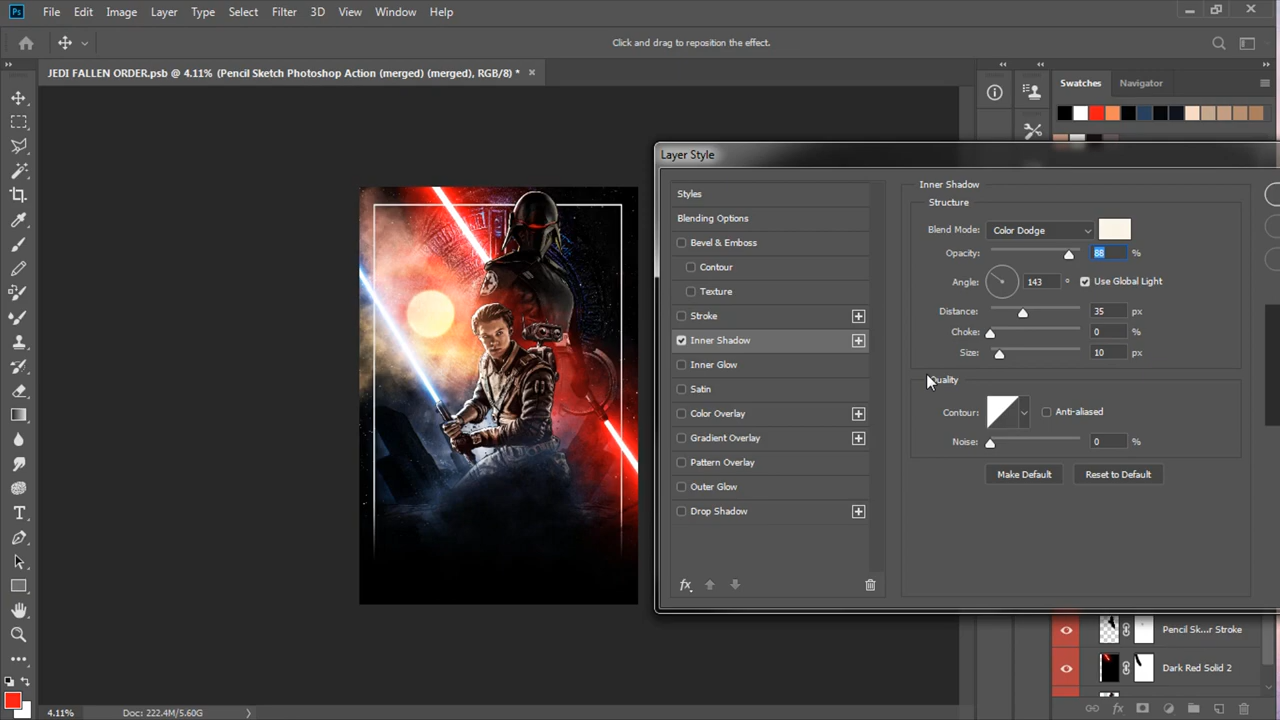 Ps File Edit Image Layer Type Select Filter 3D View Window Help
Click and drag to reposition the effect.
JEDI FALLEN ORDER.psb @ 4.11% (Pencil Sketch Photoshop Action (merged) (merged), RGB/8) *
Swatches Navigator
Layer Style
Styles
Blending Options
Bevel & Emboss
Contour
Texture
Stroke
Inner Shadow
Inner Glow
Satin
Color Overlay
Gradient Overlay
Pattern Overlay
Outer Glow
Drop Shadow
fx
Inner Shadow
Structure
Blend Mode: Color Dodge
Opacity: 88 %
Angle: 143 ° Use Global Light
Distance: 35 px
Choke: 0 %
Size: 10 px
Quality
Contour: Anti-aliased
Noise: 0 %
Make Default Reset to Default
Pencil Sk...r Stroke
Dark Red Solid 2
fx
4.11% Doc: 222.4M/5.60G